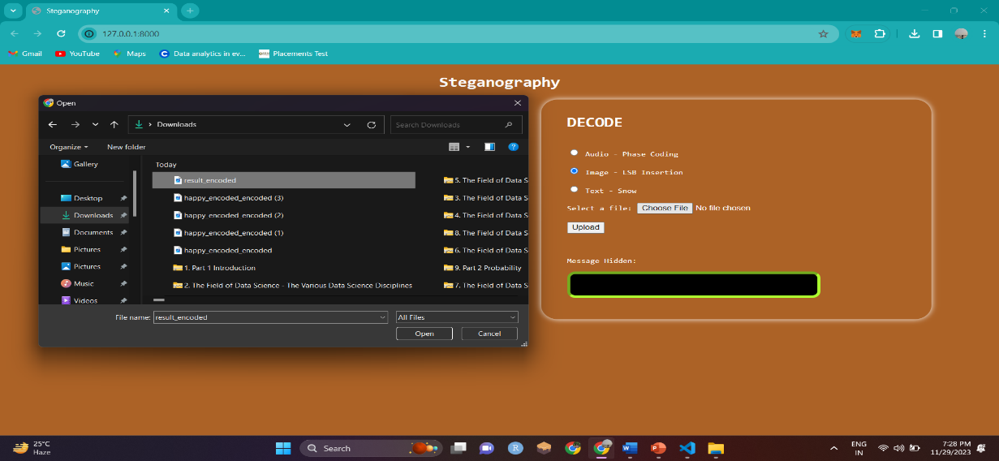 Steganography
127.0.0.1:8000
Gmail
YouTube
Maps
Data analytics in ev...
Placements Test
Steganography
Open
Downloads
Search Downloads
Organize
New folder
Gallery
Desktop
Downloads
Documents
Pictures
Pictures
Music
Videos
Today
result_encoded
happy_encoded_encoded (3)
happy_encoded_encoded (2)
happy_encoded_encoded (1)
happy_encoded_encoded
1. Part 1 Introduction
2. The Field of Data Science - The Various Data Science Disciplines
5. The Field of Data S
3. The Field of Data S
4. The Field of Data S
8. The Field of Data S
6. The Field of Data S
9. Part 2 Probability
7. The Field of Data S
File name: result_encoded
All Files
Open
Cancel
DECODE
Audio - Phase Coding
Image - LSB Insertion
Text - Snow
Select a file: Choose File No file chosen
Upload
Message Hidden:
25°C
Haze
Search
ENG
IN
7:28 PM
11/29/2023